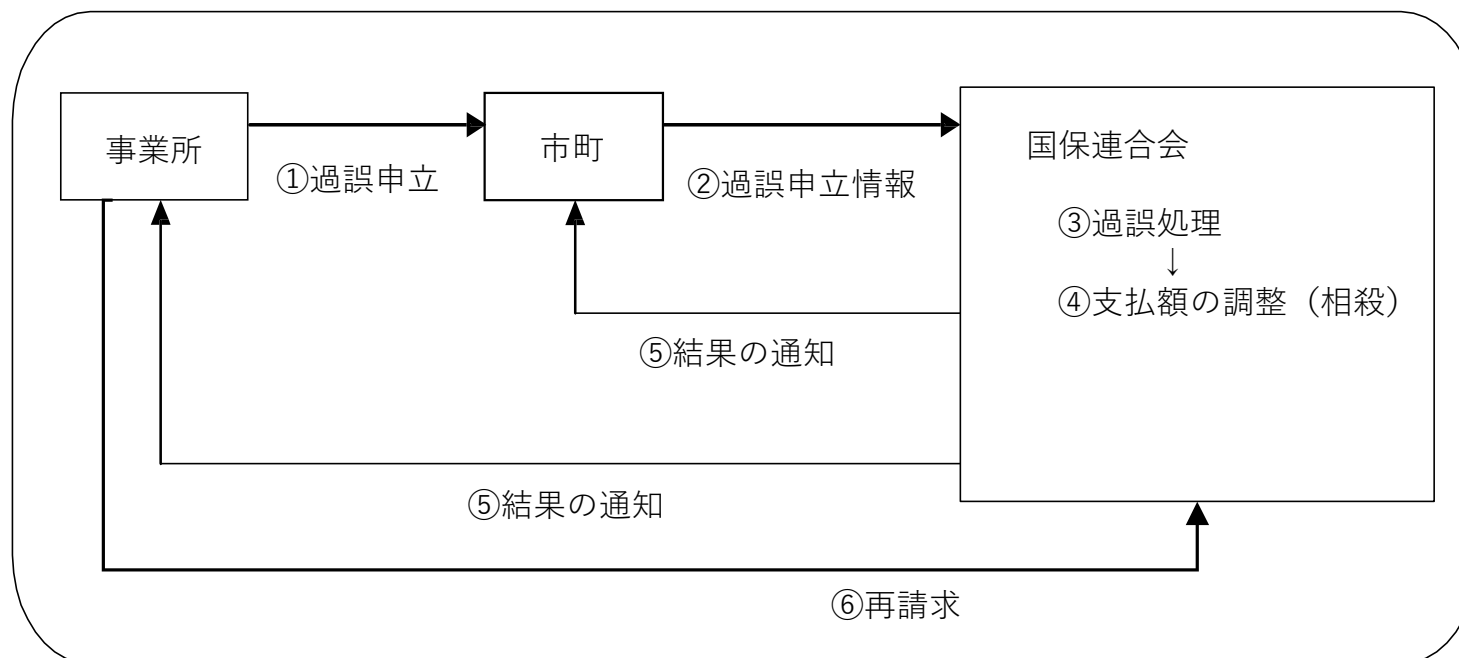 事業所
市町
国保連合会
①過誤申立
②過誤申立情報
③過誤処理
↓
④支払額の調整（相殺）
⑤結果の通知
⑤結果の通知
⑥再請求